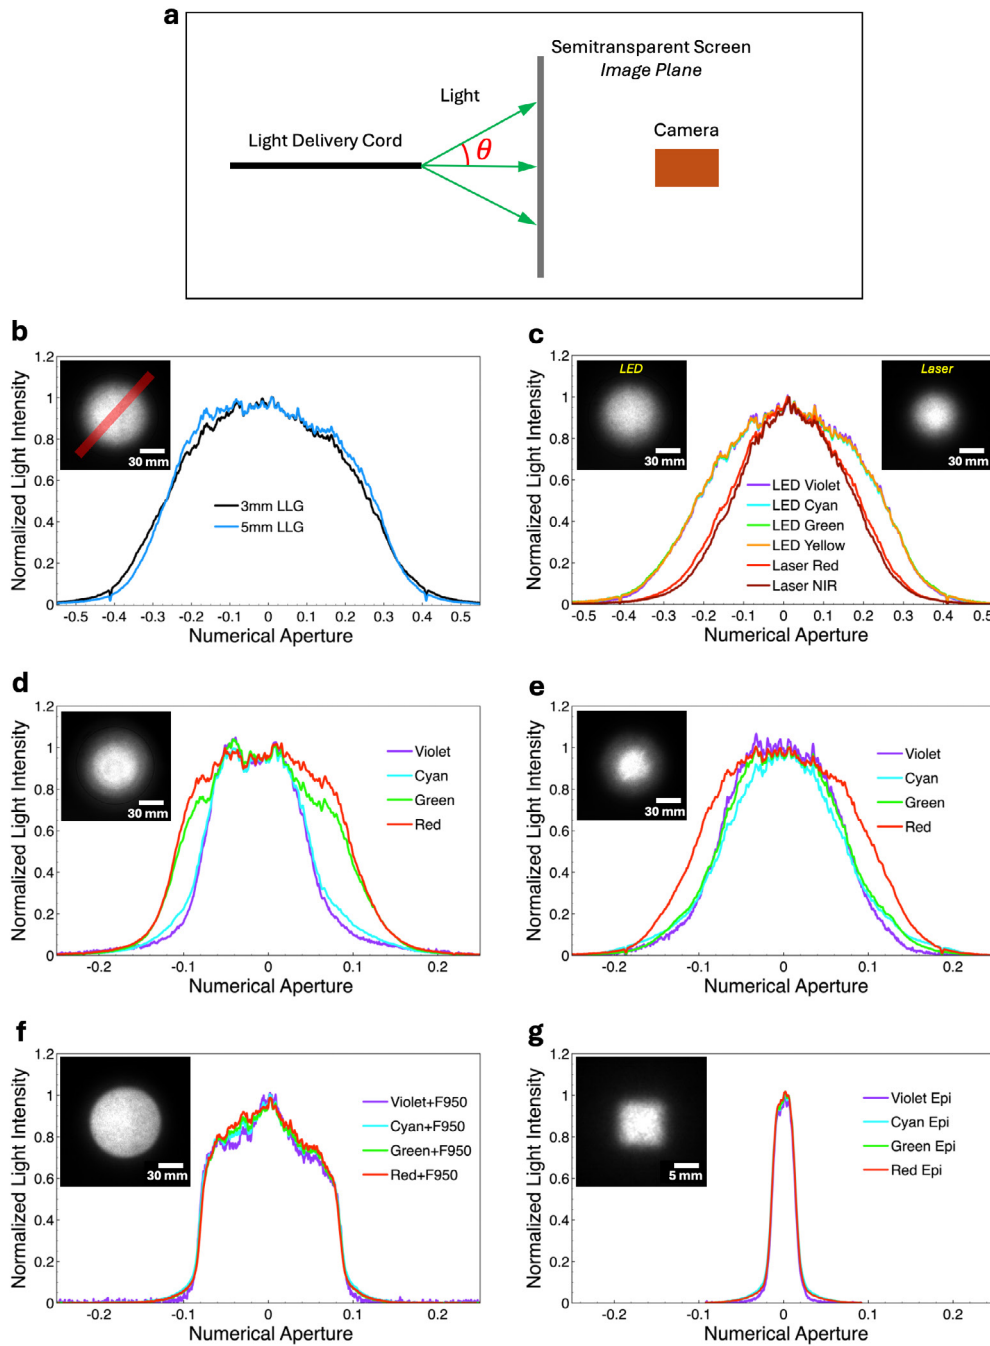 a
Semitransparent Screen
Image Plane
Light
Camera
Light Delivery Cord
θ
b
Normalized Light Intensity
1.2
1
0.8
0.6
0.4
0.2
0
30 mm
3mm LLG
5mm LLG
-0.5 -0.4 -0.3 -0.2 -0.1 0 0.1 0.2 0.3 0.4 0.5
Numerical Aperture
c
Normalized Light Intensity
1.2
1
0.8
0.6
0.4
0.2
0
LED
30 mm
Laser
30 mm
LED Violet
LED Cyan
LED Green
LED Yellow
Laser Red
Laser NIR
-0.5 -0.4 -0.3 -0.2 -0.1 0 0.1 0.2 0.3 0.4 0.5
Numerical Aperture
d
Normalized Light Intensity
1.2
1
0.8
0.6
0.4
0.2
0
30 mm
Violet
Cyan
Green
Red
-0.2 -0.1 0 0.1 0.2
Numerical Aperture
e
Normalized Light Intensity
1.2
1
0.8
0.6
0.4
0.2
0
30 mm
Violet
Cyan
Green
Red
-0.2 -0.1 0 0.1 0.2
Numerical Aperture
f
Normalized Light Intensity
1.2
1
0.8
0.6
0.4
0.2
0
30 mm
Violet+F950
Cyan+F950
Green+F950
Red+F950
-0.2 -0.1 0 0.1 0.2
Numerical Aperture
g
Normalized Light Intensity
1.2
1
0.8
0.6
0.4
0.2
0
5 mm
Violet Epi
Cyan Epi
Green Epi
Red Epi
-0.2 -0.1 0 0.1 0.2
Numerical Aperture